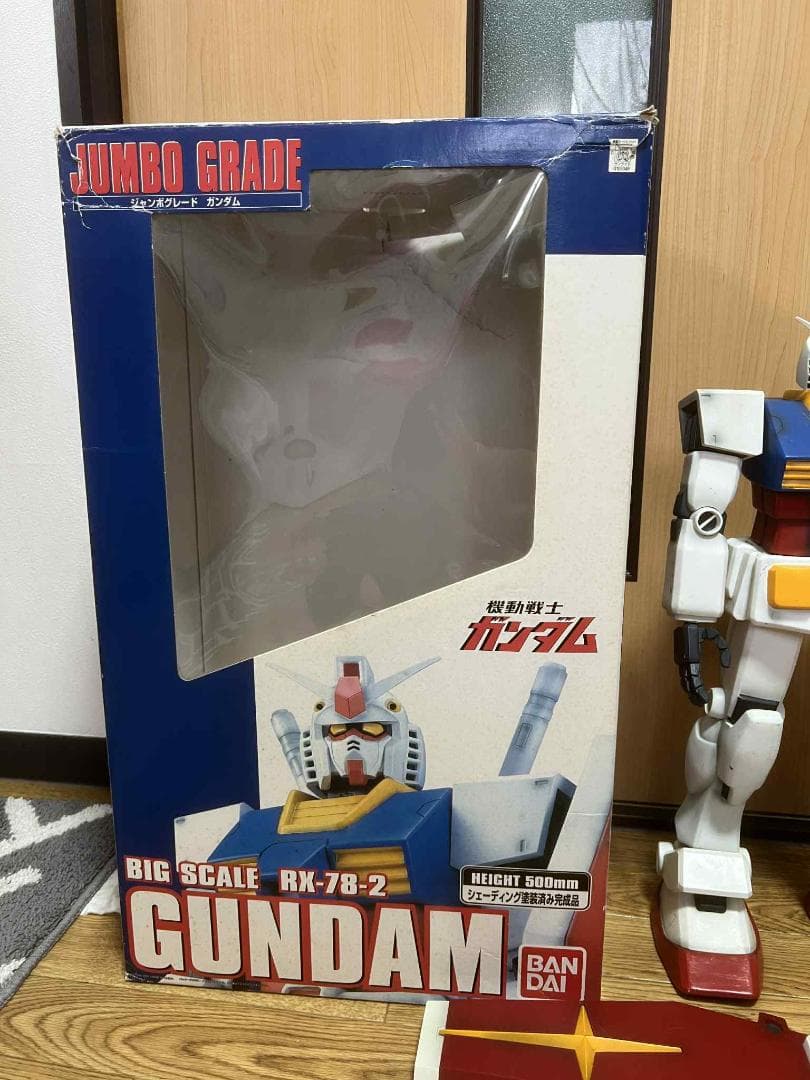 JUMBO GRADE
ジャンボグレード ガンダム
機動戦士
ガンダム
BIG SCALE RX-78-2
HEIGHT 500mm
シェーディング塗装済み完成品
GUNDAM
BAN
DAI